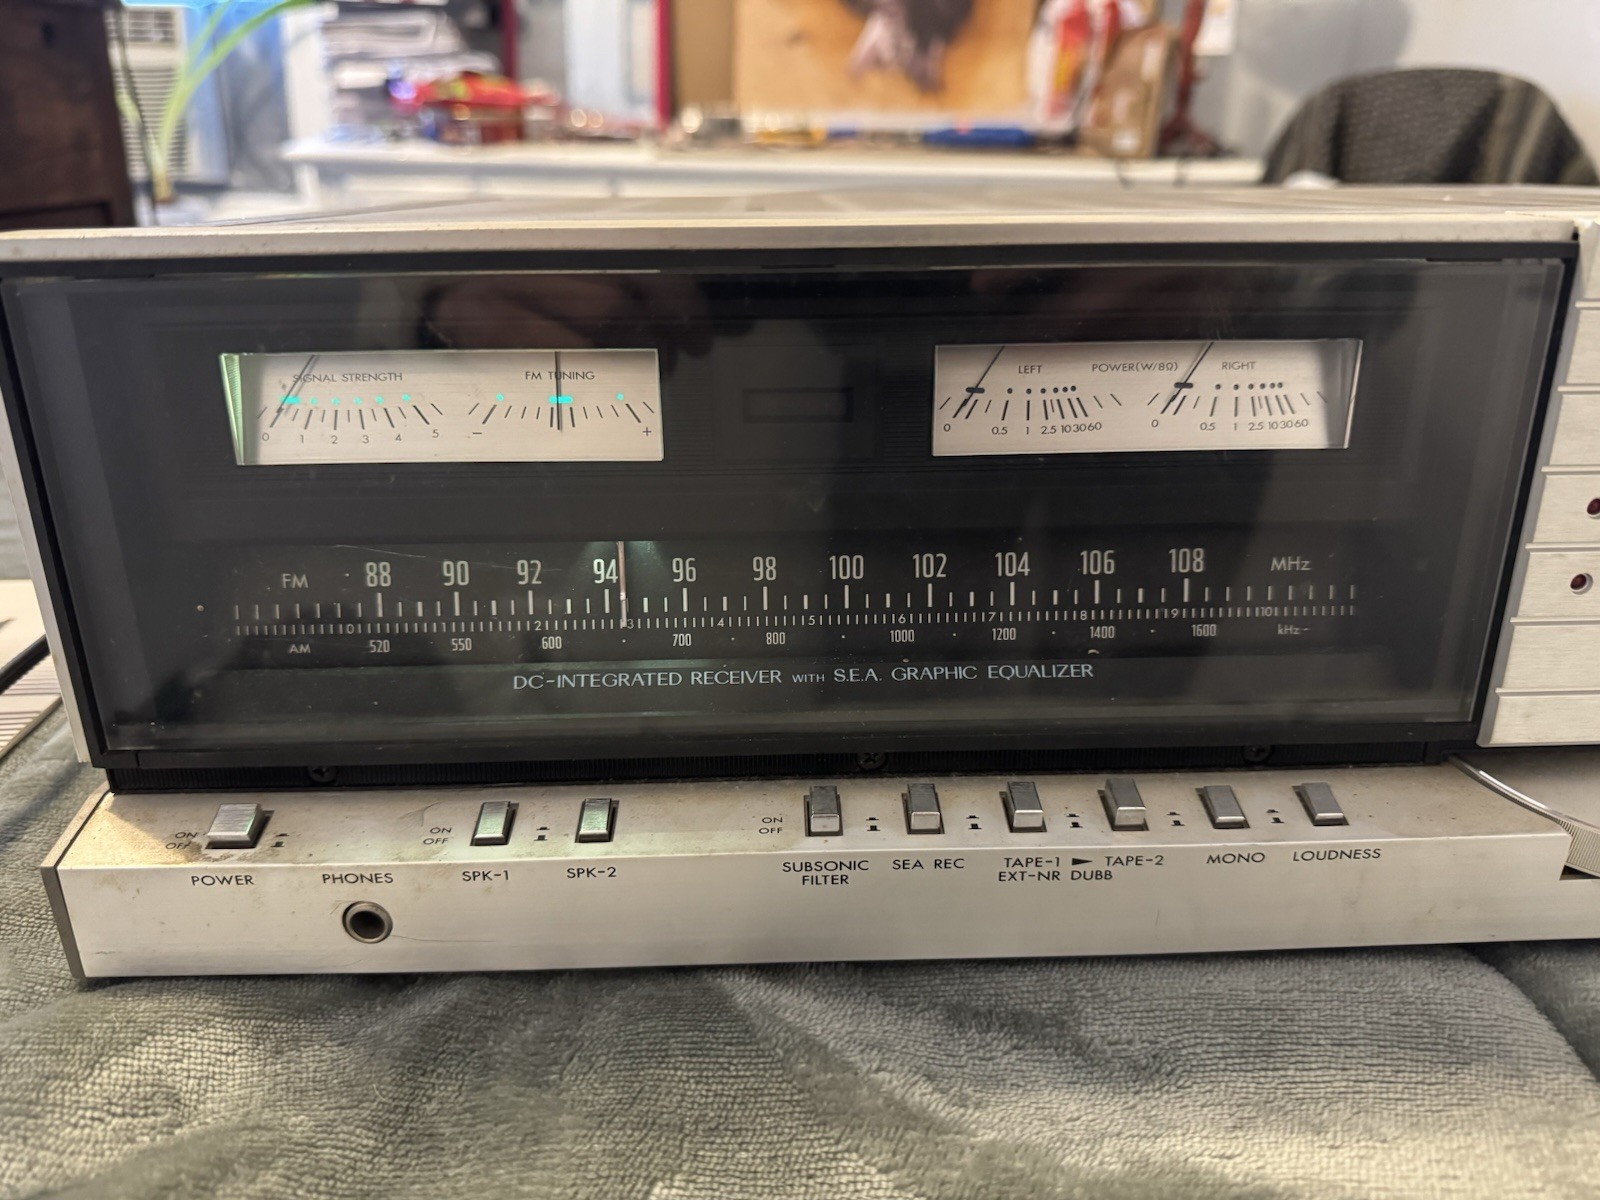 SIGNAL STRENGTH
0 1 2 3 4 5
FM TUNING
− +
LEFT POWER(W/8Ω) RIGHT
0 0.5 1 2.5 10 30 60
0 0.5 1 2.5 10 30 60
FM 88 90 92 94 96 98 100 102 104 106 108 MHz
0 1 2 3 4 5 6 7 8 9 10
AM 520 550 600 700 800 1000 1200 1400 1600 kHz
DC-INTEGRATED RECEIVER WITH S.E.A. GRAPHIC EQUALIZER
ON
OFF
POWER
PHONES
ON
OFF
SPK-1
SPK-2
ON
OFF
SUBSONIC
FILTER
SEA REC
TAPE-1 ► TAPE-2
EXT-NR DUBB
MONO
LOUDNESS